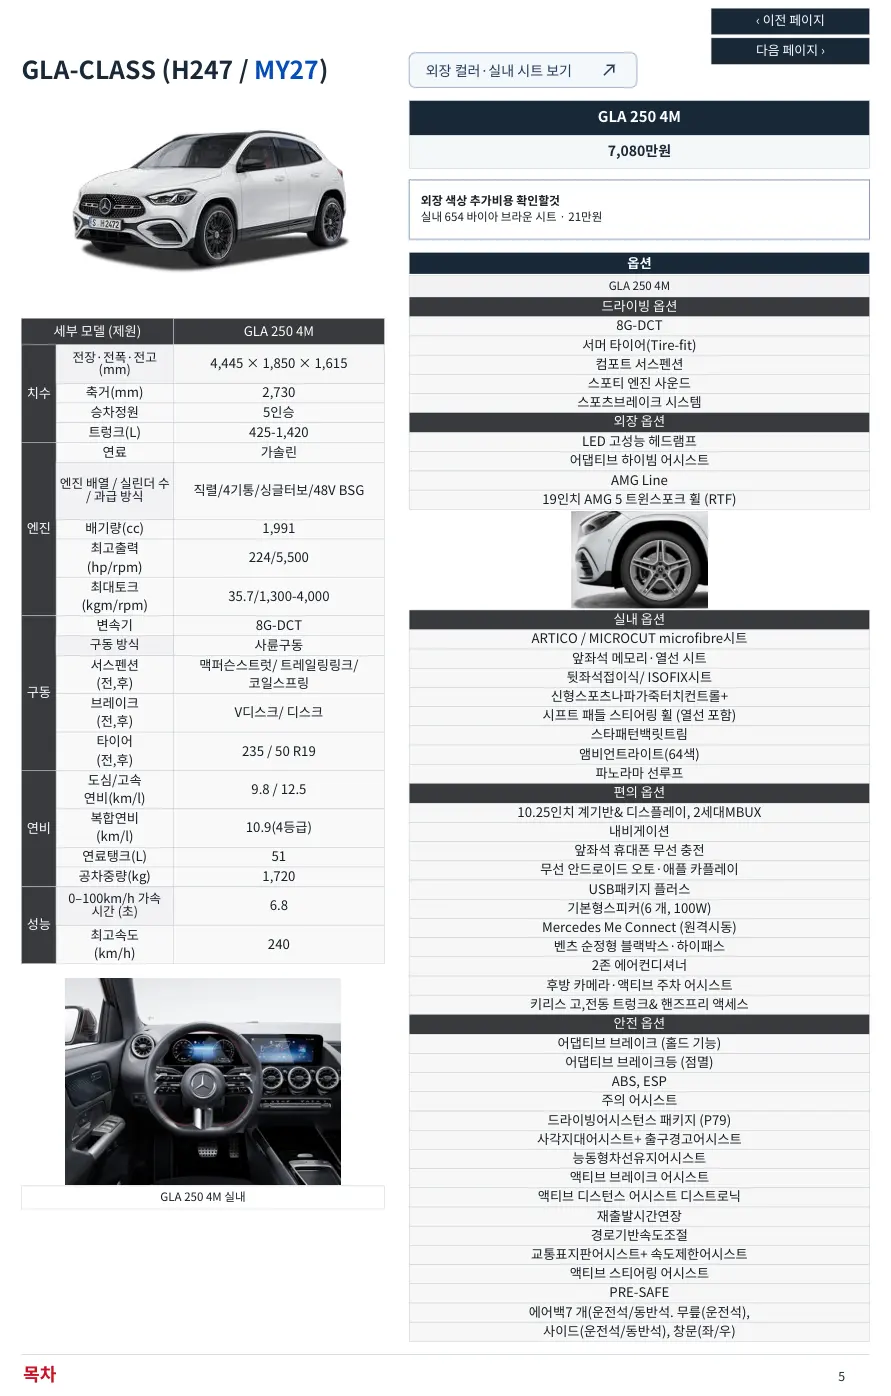 ‹ 이전 페이지
다음 페이지 ›
GLA-CLASS (H247 / MY27)
외장 컬러·실내 시트 보기 ↗
GLA 250 4M
7,080만원
외장 색상 추가비용 확인할것
실내 654 바이아 브라운 시트 · 21만원
S H 2472
세부 모델 (제원) GLA 250 4M
치수
전장·전폭·전고
(mm) 4,445 × 1,850 × 1,615
축거(mm) 2,730
승차정원 5인승
트렁크(L) 425-1,420
엔진
연료 가솔린
엔진 배열 / 실린더 수
/ 과급 방식 직렬/4기통/싱글터보/48V BSG
배기량(cc) 1,991
최고출력
(hp/rpm) 224/5,500
최대토크
(kgm/rpm) 35.7/1,300-4,000
구동
변속기 8G-DCT
구동 방식 사륜구동
서스펜션
(전,후) 맥퍼슨스트럿/ 트레일링링크/
코일스프링
브레이크
(전,후) V디스크/ 디스크
타이어
(전,후) 235 / 50 R19
연비
도심/고속
연비(km/l) 9.8 / 12.5
복합연비
(km/l) 10.9(4등급)
연료탱크(L) 51
공차중량(kg) 1,720
성능
0–100km/h 가속
시간 (초) 6.8
최고속도
(km/h) 240
GLA 250 4M 실내
옵션
GLA 250 4M
드라이빙 옵션
8G-DCT
서머 타이어(Tire-fit)
컴포트 서스펜션
스포티 엔진 사운드
스포츠브레이크 시스템
외장 옵션
LED 고성능 헤드램프
어댑티브 하이빔 어시스트
AMG Line
19인치 AMG 5 트윈스포크 휠 (RTF)
실내 옵션
ARTICO / MICROCUT microfibre시트
앞좌석 메모리·열선 시트
뒷좌석접이식/ ISOFIX시트
신형스포츠나파가죽터치컨트롤+
시프트 패들 스티어링 휠 (열선 포함)
스타패턴백릿트림
앰비언트라이트(64색)
파노라마 선루프
편의 옵션
10.25인치 계기반& 디스플레이, 2세대MBUX
내비게이션
앞좌석 휴대폰 무선 충전
무선 안드로이드 오토·애플 카플레이
USB패키지 플러스
기본형스피커(6 개, 100W)
Mercedes Me Connect (원격시동)
벤츠 순정형 블랙박스·하이패스
2존 에어컨디셔너
후방 카메라·액티브 주차 어시스트
키리스 고,전동 트렁크& 핸즈프리 액세스
안전 옵션
어댑티브 브레이크 (홀드 기능)
어댑티브 브레이크등 (점멸)
ABS, ESP
주의 어시스트
드라이빙어시스턴스 패키지 (P79)
사각지대어시스트+ 출구경고어시스트
능동형차선유지어시스트
액티브 브레이크 어시스트
액티브 디스턴스 어시스트 디스트로닉
재출발시간연장
경로기반속도조절
교통표지판어시스트+ 속도제한어시스트
액티브 스티어링 어시스트
PRE-SAFE
에어백7 개(운전석/동반석. 무릎(운전석),
사이드(운전석/동반석), 창문(좌/우)
목차
5